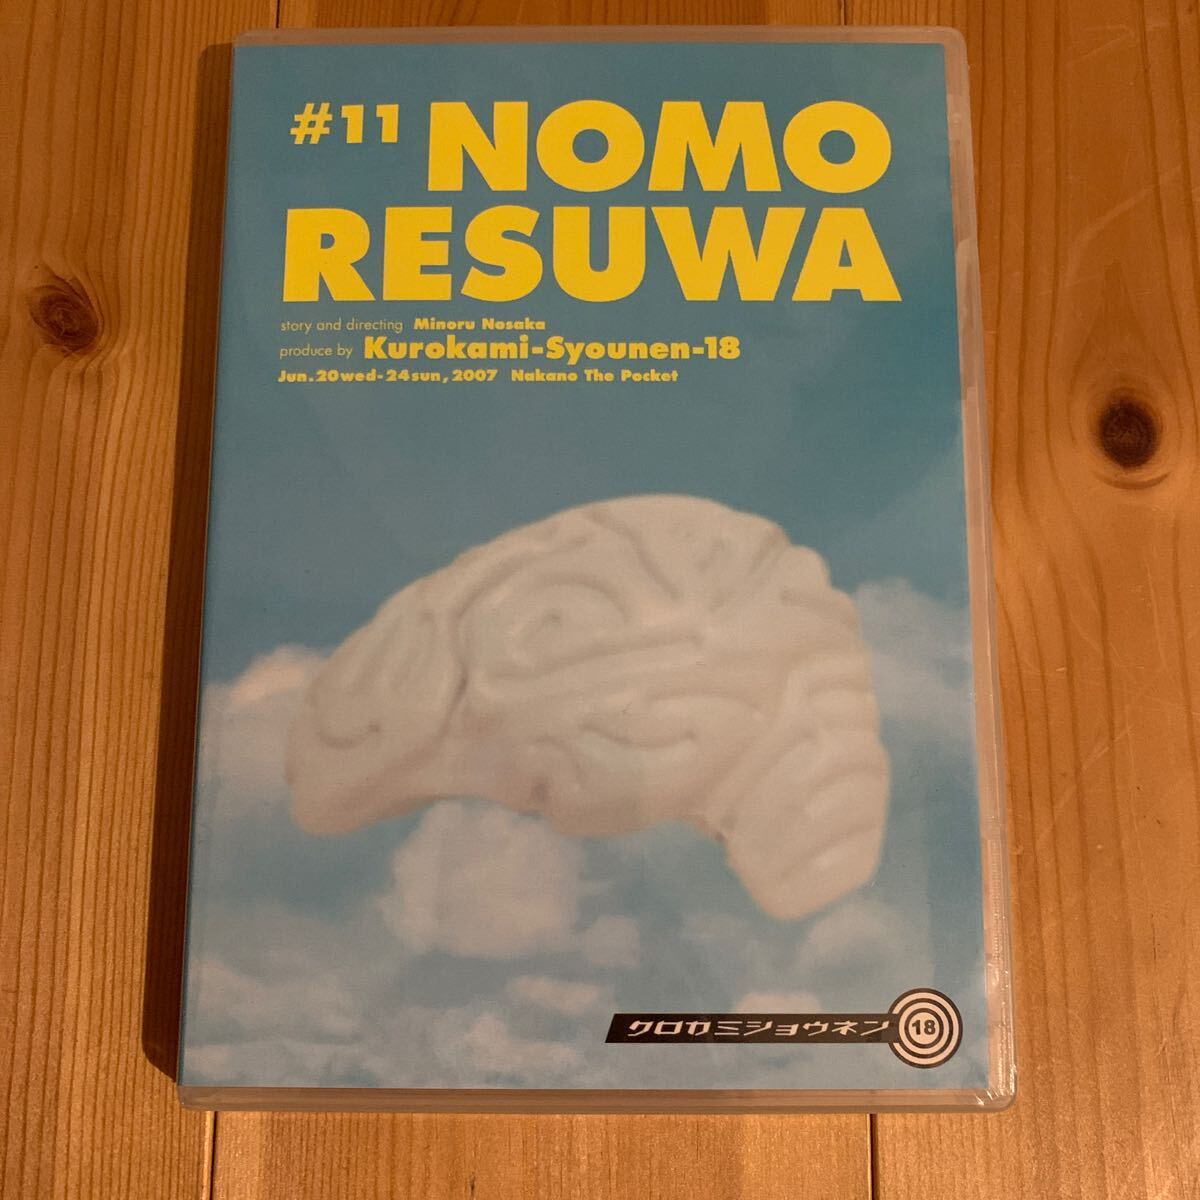 #11 NOMO
RESUWA
story and directing Minoru Nosaka
produce by Kurokami-Syounen-18
Jun.20wed-24sun, 2007 Nakano The Pocket
クロカミショウネン 18